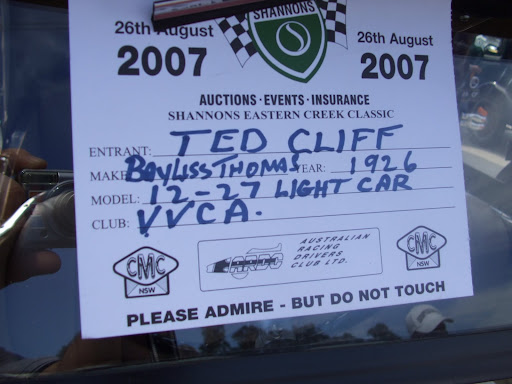 SHANNONS
26th August 2007
26th August 2007
AUCTIONS · EVENTS · INSURANCE
SHANNONS EASTERN CREEK CLASSIC
ENTRANT: TED CLIFF
MAKE: BAYLISS THOMAS YEAR: 1926
MODEL: 12-27 LIGHT CAR
CLUB: VVCA.
CMC NSW
ARDC AUSTRALIAN RACING DRIVERS CLUB LTD.
CMC NSW
PLEASE ADMIRE - BUT DO NOT TOUCH